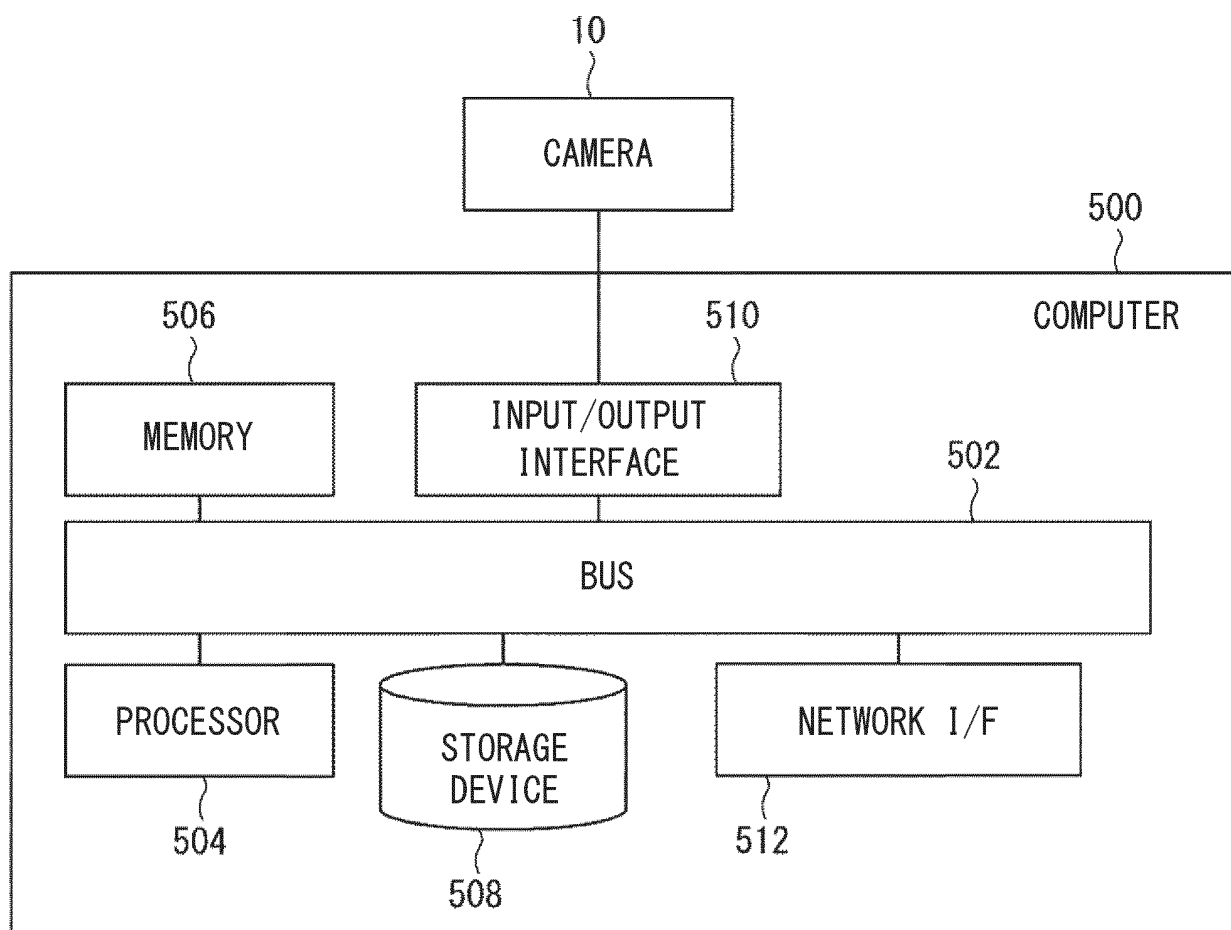 10
CAMERA
500
COMPUTER
506
510
MEMORY
INPUT/OUTPUT
INTERFACE
502
BUS
PROCESSOR
STORAGE
DEVICE
NETWORK I/F
504
508
512